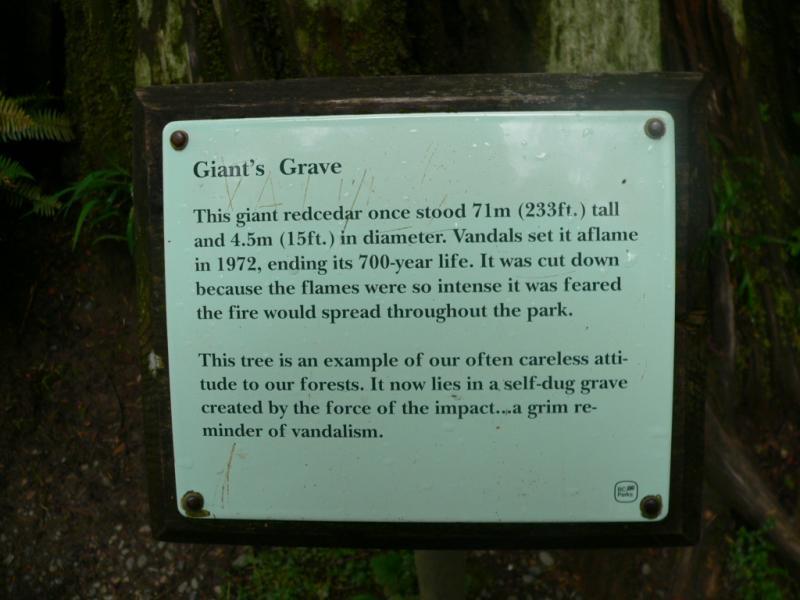 Giant's Grave
This giant redcedar once stood 71m (233ft.) tall
and 4.5m (15ft.) in diameter. Vandals set it aflame
in 1972, ending its 700-year life. It was cut down
because the flames were so intense it was feared
the fire would spread throughout the park.
This tree is an example of our often careless atti-
tude to our forests. It now lies in a self-dug grave
created by the force of the impact...a grim re-
minder of vandalism.
BC
Parks